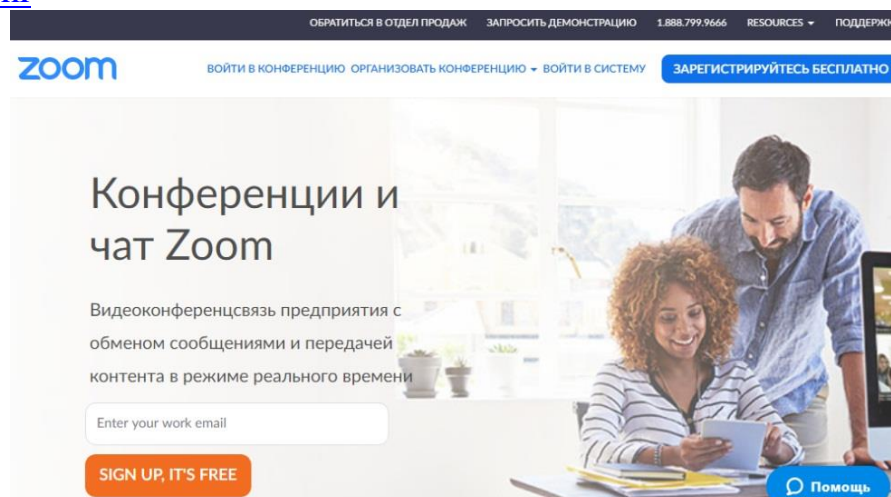 ОБРАТИТЬСЯ В ОТДЕЛ ПРОДАЖ ЗАПРОСИТЬ ДЕМОНСТРАЦИЮ 1.888.799.9666 RESOURCES
zoom ВОЙТИ В КОНФЕРЕНЦИЮ ОРГАНИЗОВАТЬ КОНФЕРЕНЦИЮ ВОЙТИ В СИСТЕМУ ЗАРЕГИСТРИРУЙТЕСЬ БЕСПЛАТНО
Конференции и
чат Zoom
Видеоконференцсвязь предприятия с
обменом сообщениями и передачей
контента в режиме реального времени
Enter your work email
SIGN UP, IT'S FREE
Помощь